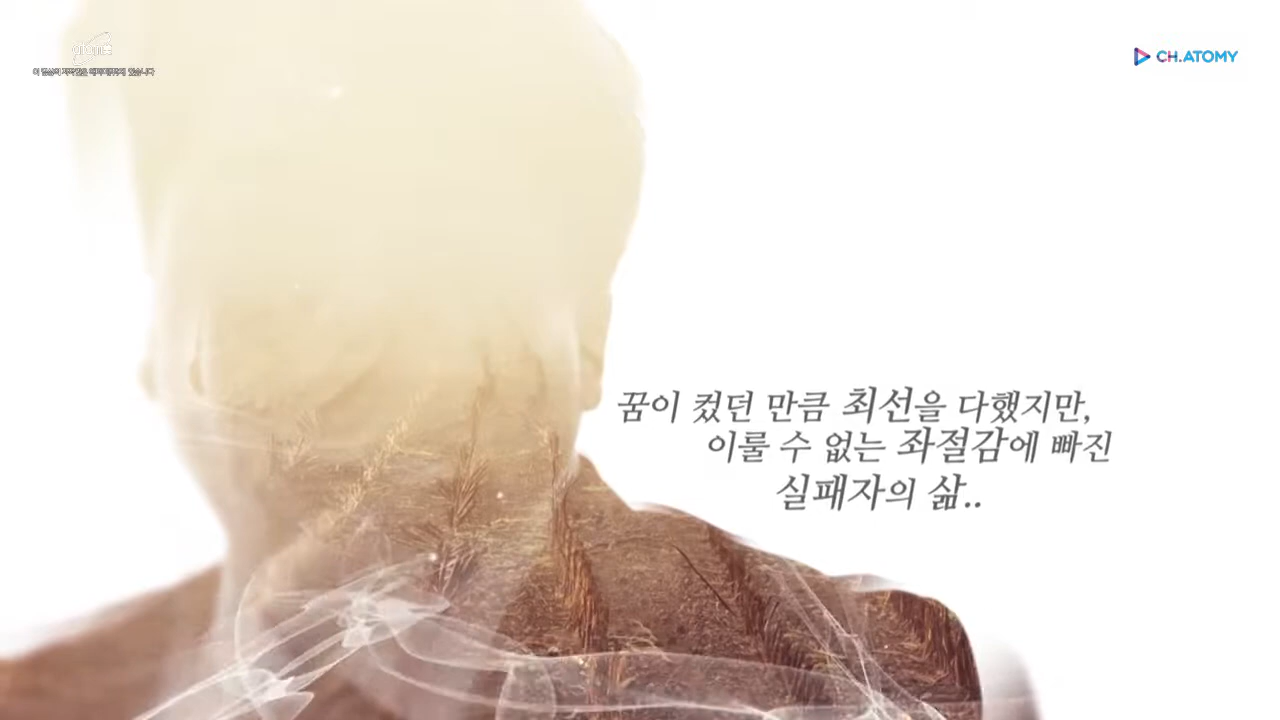 CH.ATOMY
꿈이 컸던 만큼 최선을 다했지만,
이룰 수 없는 좌절감에 빠진
실패자의 삶..